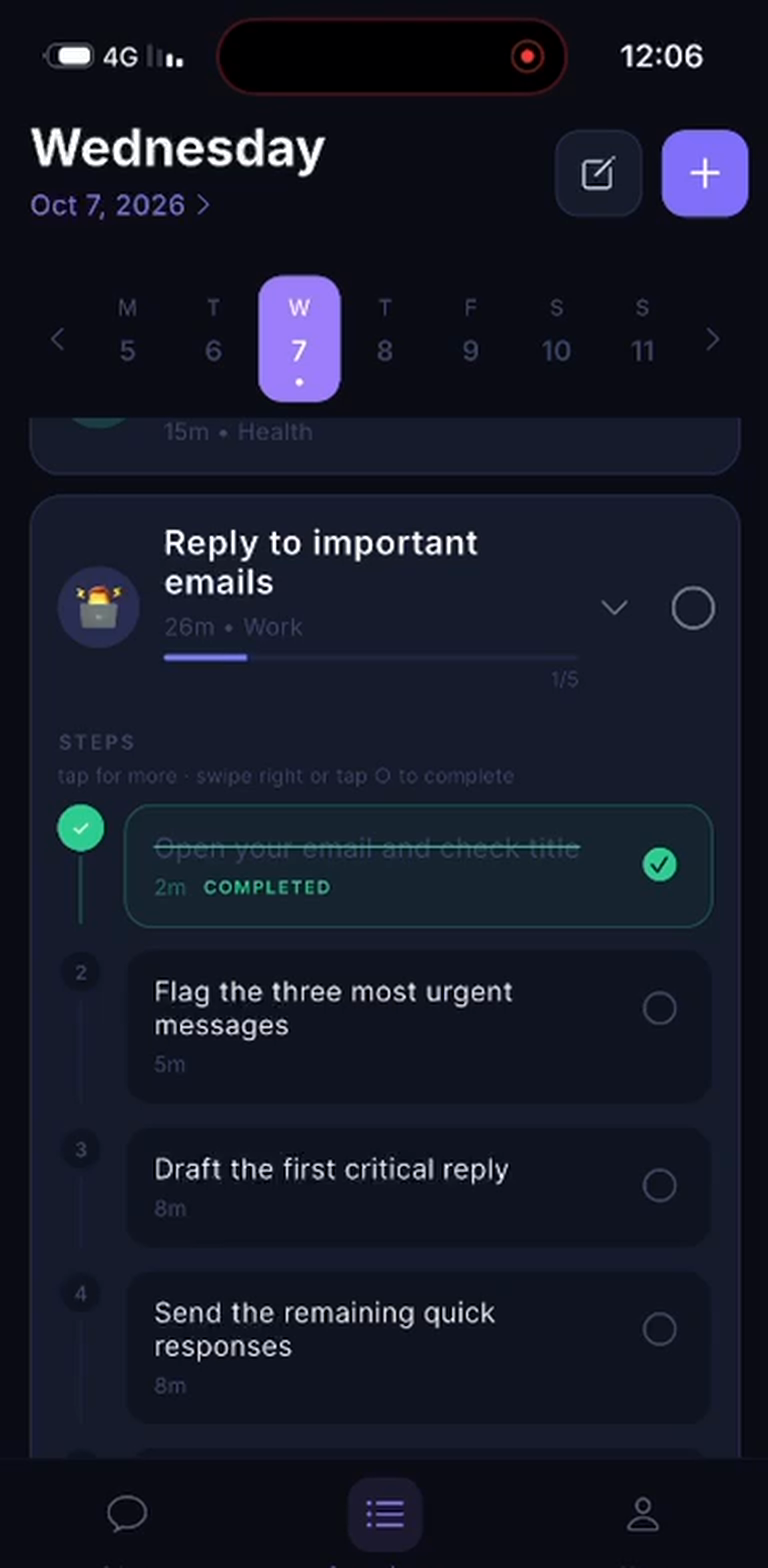 4G
12:06
Wednesday
Oct 7, 2026 >
M T W T F S S
5 6 7 8 9 10 11
15m • Health
Reply to important
emails
26m • Work
1/5
STEPS
tap for more · swipe right or tap O to complete
Open your email and check title
2m COMPLETED
2
Flag the three most urgent
messages
5m
3
Draft the first critical reply
8m
4
Send the remaining quick
responses
8m